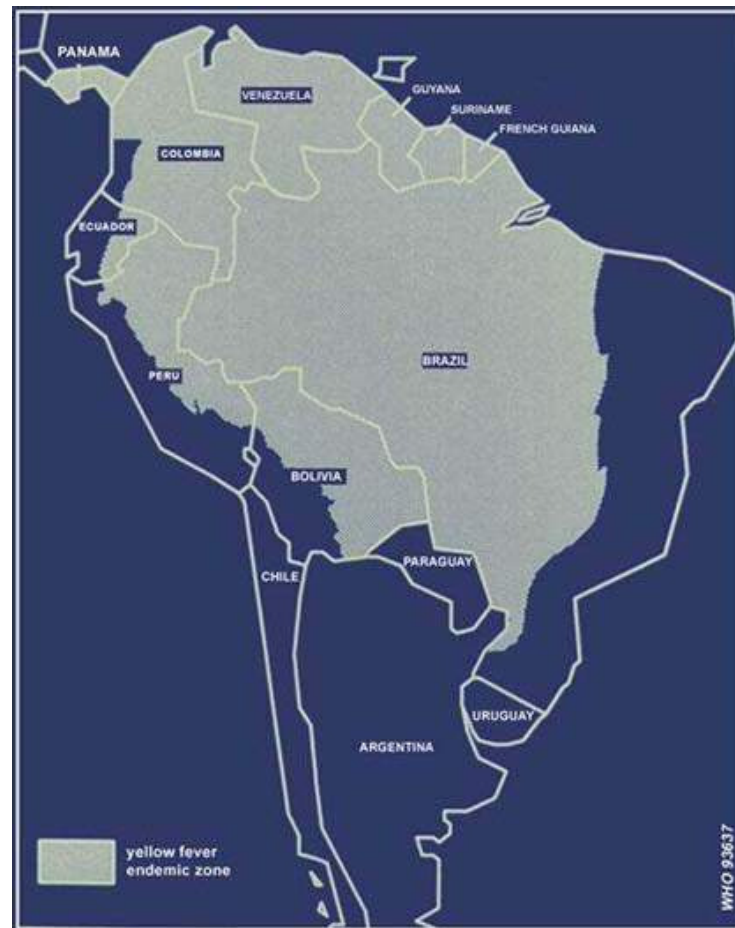 PANAMA
VENEZUELA
GUYANA
SURINAME
FRENCH GUIANA
COLOMBIA
ECUADOR
PERU
BRAZIL
BOLIVIA
PARAGUAY
CHILE
URUGUAY
ARGENTINA
yellow fever
endemic zone
WHO 93637